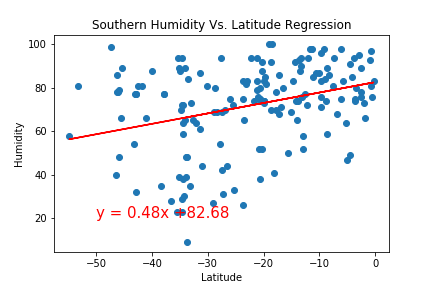 Southern Humidity Vs. Latitude Regression
100
80
60
40
20
Humidity
y = 0.48x +82.68
−50
−40
−30
−20
−10
0
Latitude